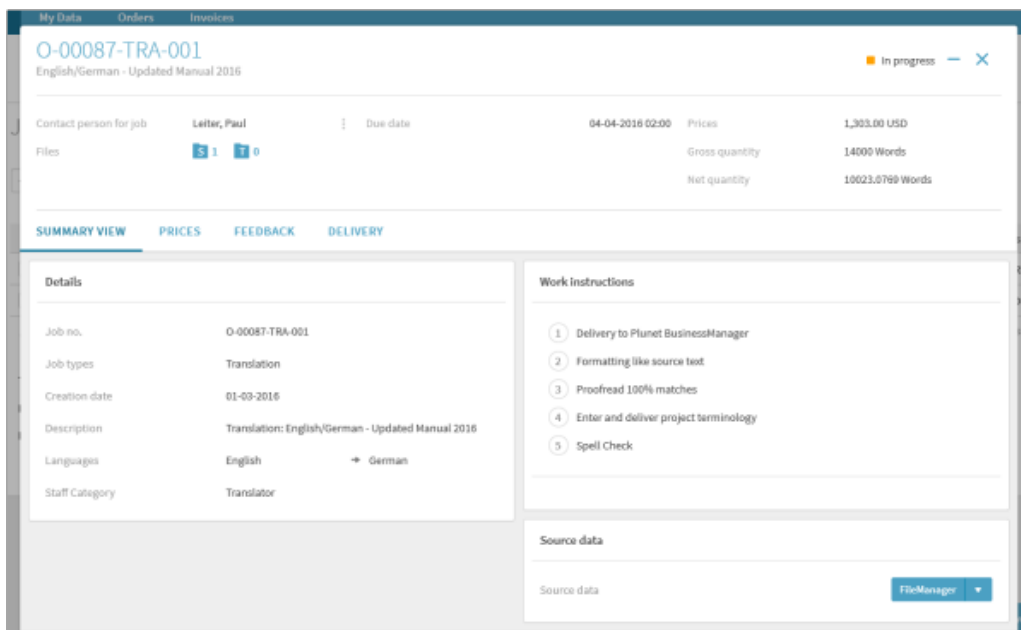 My Data Orders Invoices
O-00087-TRA-001
English/German - Updated Manual 2016
In progress
Contact person for job Leiter, Paul Due date 04-04-2016 02:00 Prices 1,303.00 USD
Files S 1 T 0 Gross quantity 14000 Words
Net quantity 10023.0769 Words
SUMMARY VIEW PRICES FEEDBACK DELIVERY
Details
Job no. O-00087-TRA-001
Job types Translation
Creation date 01-03-2016
Description Translation: English/German - Updated Manual 2016
Languages English → German
Staff Category Translator
Work instructions
1 Delivery to Plunet BusinessManager
2 Formatting like source text
3 Proofread 100% matches
4 Enter and deliver project terminology
5 Spell Check
Source data
Source data FileManager